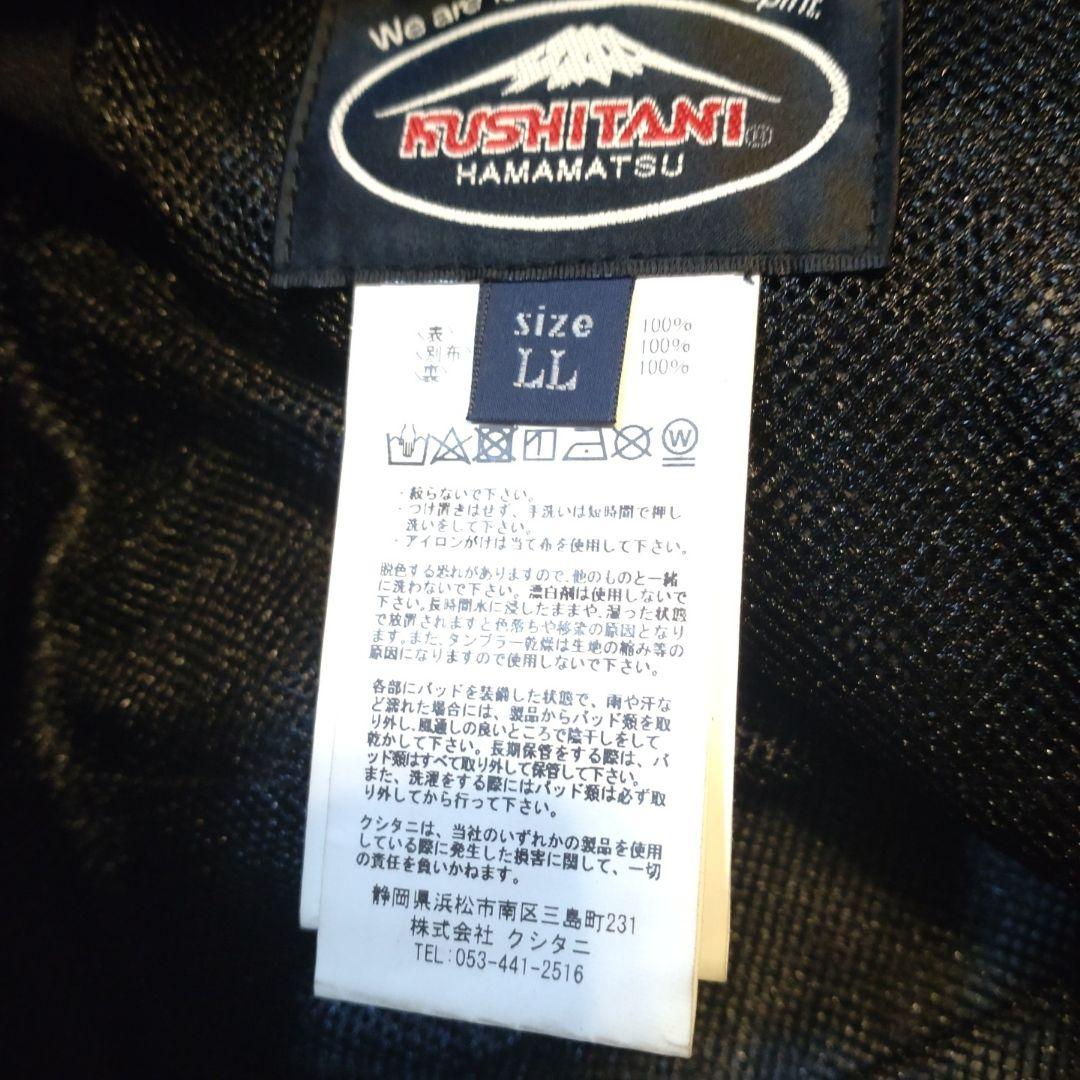 We are
Spirit.
KUSHITANI®
HAMAMATSU
size
LL
表 100%
別布 100%
裏 100%
W
・絞らないで下さい。
・つけ置きはせず、手洗いは短時間で押し
洗いをして下さい。
・アイロンがけは当て布を使用して下さい。
脱色する恐れがありますので、他のものと一緒
に洗わないで下さい。漂白剤は使用しないで
下さい。長時間水に浸したままや、湿った状態
で放置されますと色落ちや移染の原因となり
ます。また、タンブラー乾燥は生地の縮み等の
原因になりますので使用しないで下さい。
各部にパッドを装備した状態で、雨や汗な
ど濡れた場合には、製品からパッド類を取
り外し、風通しの良いところで陰干しをして
乾かして下さい。長期保管をする際は、パ
ッド類はすべて取り外して保管して下さい。
また、洗濯をする際にはパッド類は必ず取
り外してから行って下さい。
クシタニは、当社のいずれかの製品を使用
している際に発生した損害に関して、一切
の責任を負いかねます。
静岡県浜松市南区三島町231
株式会社 クシタニ
TEL:053-441-2516